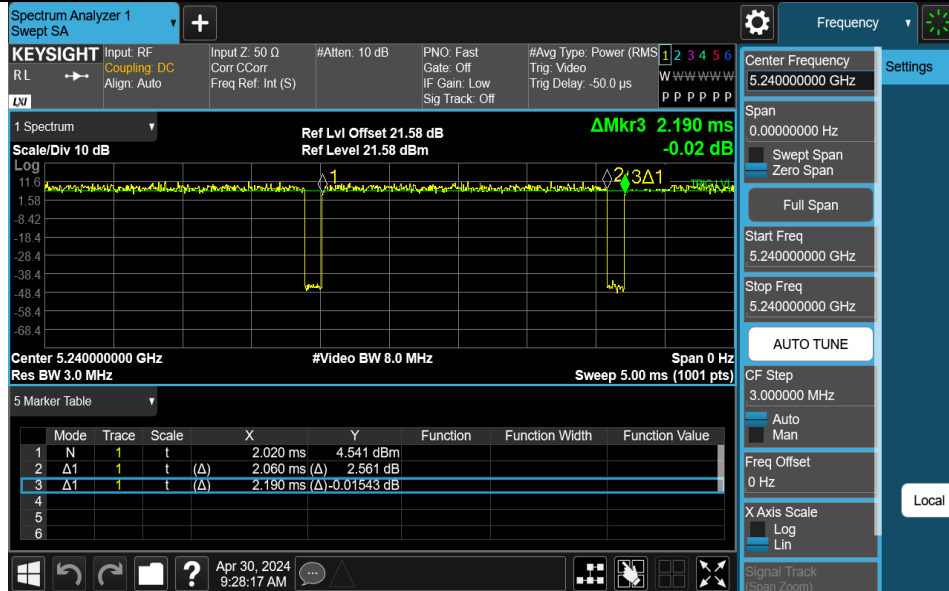 Spectrum Analyzer 1
Swept SA
+
Frequency
KEYSIGHT
RL
LXI
Input: RF
Coupling: DC
Align: Auto
Input Z: 50 Ω
Corr CCorr
Freq Ref: Int (S)
#Atten: 10 dB
PNO: Fast
Gate: Off
IF Gain: Low
Sig Track: Off
#Avg Type: Power (RMS
Trig: Video
Trig Delay: -50.0 µs
1 2 3 4 5 6
W W W W W W
P P P P P P
1 Spectrum
Scale/Div 10 dB
Ref Lvl Offset 21.58 dB
Ref Level 21.58 dBm
ΔMkr3 2.190 ms
-0.02 dB
Log
11.6
1.58
-8.42
-18.4
-28.4
-38.4
-48.4
-58.4
-68.4
1
2
3Δ1
TRIG LVL
Center 5.240000000 GHz
#Video BW 8.0 MHz
Span 0 Hz
Res BW 3.0 MHz
Sweep 5.00 ms (1001 pts)
5 Marker Table
Mode Trace Scale X Y Function Function Width Function Value
1 N 1 t 2.020 ms 4.541 dBm
2 Δ1 1 t (Δ) 2.060 ms (Δ) 2.561 dB
3 Δ1 1 t (Δ) 2.190 ms (Δ) -0.01543 dB
4
5
6
?
Apr 30, 2024
9:28:17 AM
Center Frequency
5.240000000 GHz
Span
0.00000000 Hz
Swept Span
Zero Span
Full Span
Start Freq
5.240000000 GHz
Stop Freq
5.240000000 GHz
AUTO TUNE
CF Step
3.000000 MHz
Auto
Man
Freq Offset
0 Hz
X Axis Scale
Log
Lin
Signal Track
(Span Zoom)
Settings
Local